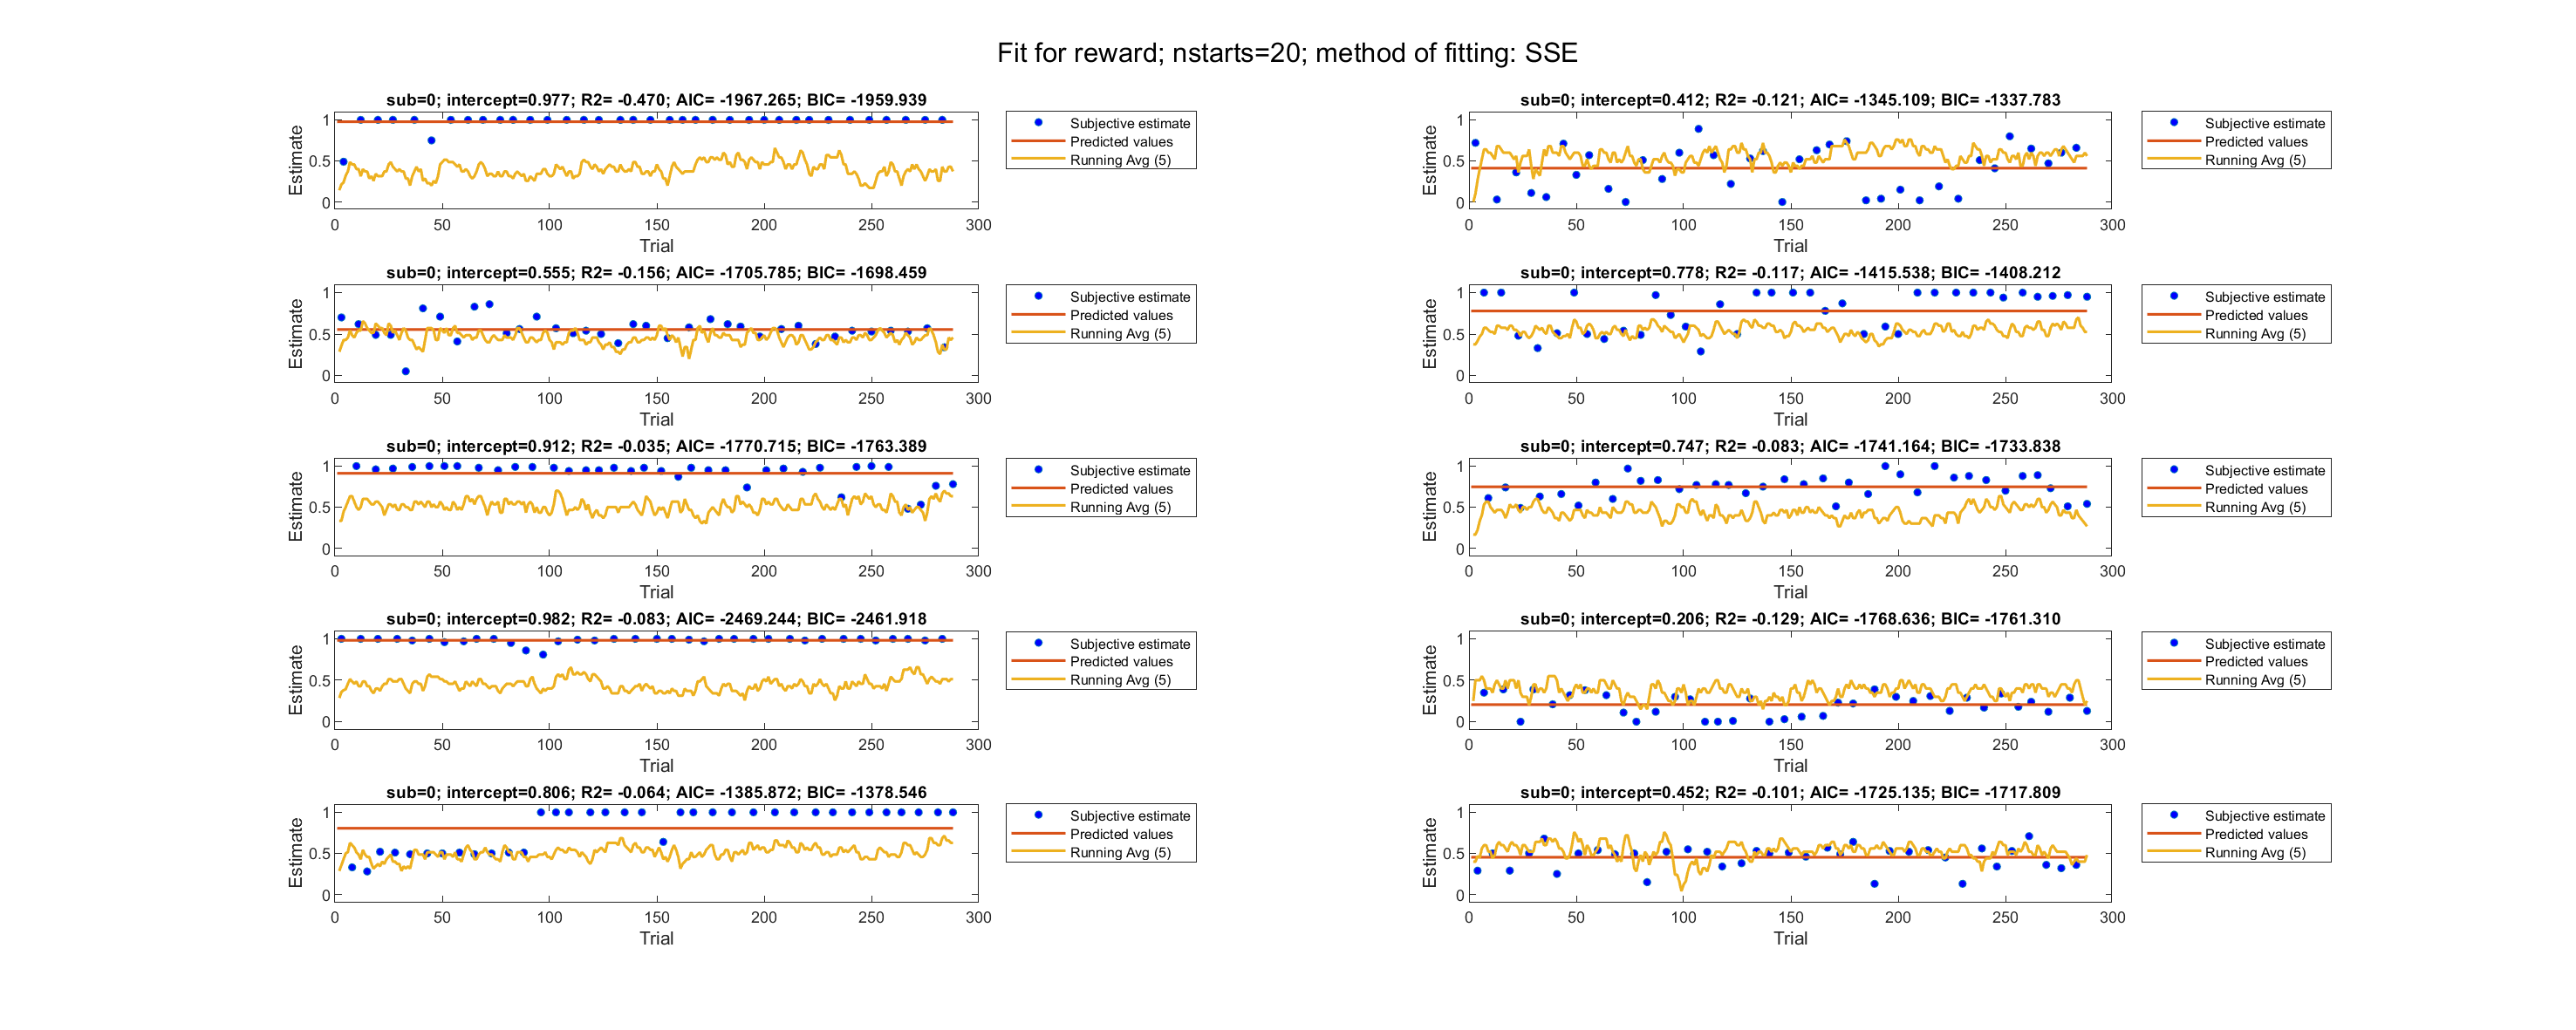 Fit for reward; nstarts=20; method of fitting: SSE
sub=0; intercept=0.977; R2= -0.470; AIC= -1967.265; BIC= -1959.939
Estimate
1
0.5
0
0 50 100 150 200 250 300
Trial
Subjective estimate
Predicted values
Running Avg (5)
sub=0; intercept=0.412; R2= -0.121; AIC= -1345.109; BIC= -1337.783
Estimate
1
0.5
0
0 50 100 150 200 250 300
Trial
Subjective estimate
Predicted values
Running Avg (5)
sub=0; intercept=0.555; R2= -0.156; AIC= -1705.785; BIC= -1698.459
Estimate
1
0.5
0
0 50 100 150 200 250 300
Trial
Subjective estimate
Predicted values
Running Avg (5)
sub=0; intercept=0.778; R2= -0.117; AIC= -1415.538; BIC= -1408.212
Estimate
1
0.5
0
0 50 100 150 200 250 300
Trial
Subjective estimate
Predicted values
Running Avg (5)
sub=0; intercept=0.912; R2= -0.035; AIC= -1770.715; BIC= -1763.389
Estimate
1
0.5
0
0 50 100 150 200 250 300
Trial
Subjective estimate
Predicted values
Running Avg (5)
sub=0; intercept=0.747; R2= -0.083; AIC= -1741.164; BIC= -1733.838
Estimate
1
0.5
0
0 50 100 150 200 250 300
Trial
Subjective estimate
Predicted values
Running Avg (5)
sub=0; intercept=0.982; R2= -0.083; AIC= -2469.244; BIC= -2461.918
Estimate
1
0.5
0
0 50 100 150 200 250 300
Trial
Subjective estimate
Predicted values
Running Avg (5)
sub=0; intercept=0.206; R2= -0.129; AIC= -1768.636; BIC= -1761.310
Estimate
1
0.5
0
0 50 100 150 200 250 300
Trial
Subjective estimate
Predicted values
Running Avg (5)
sub=0; intercept=0.806; R2= -0.064; AIC= -1385.872; BIC= -1378.546
Estimate
1
0.5
0
0 50 100 150 200 250 300
Trial
Subjective estimate
Predicted values
Running Avg (5)
sub=0; intercept=0.452; R2= -0.101; AIC= -1725.135; BIC= -1717.809
Estimate
1
0.5
0
0 50 100 150 200 250 300
Trial
Subjective estimate
Predicted values
Running Avg (5)